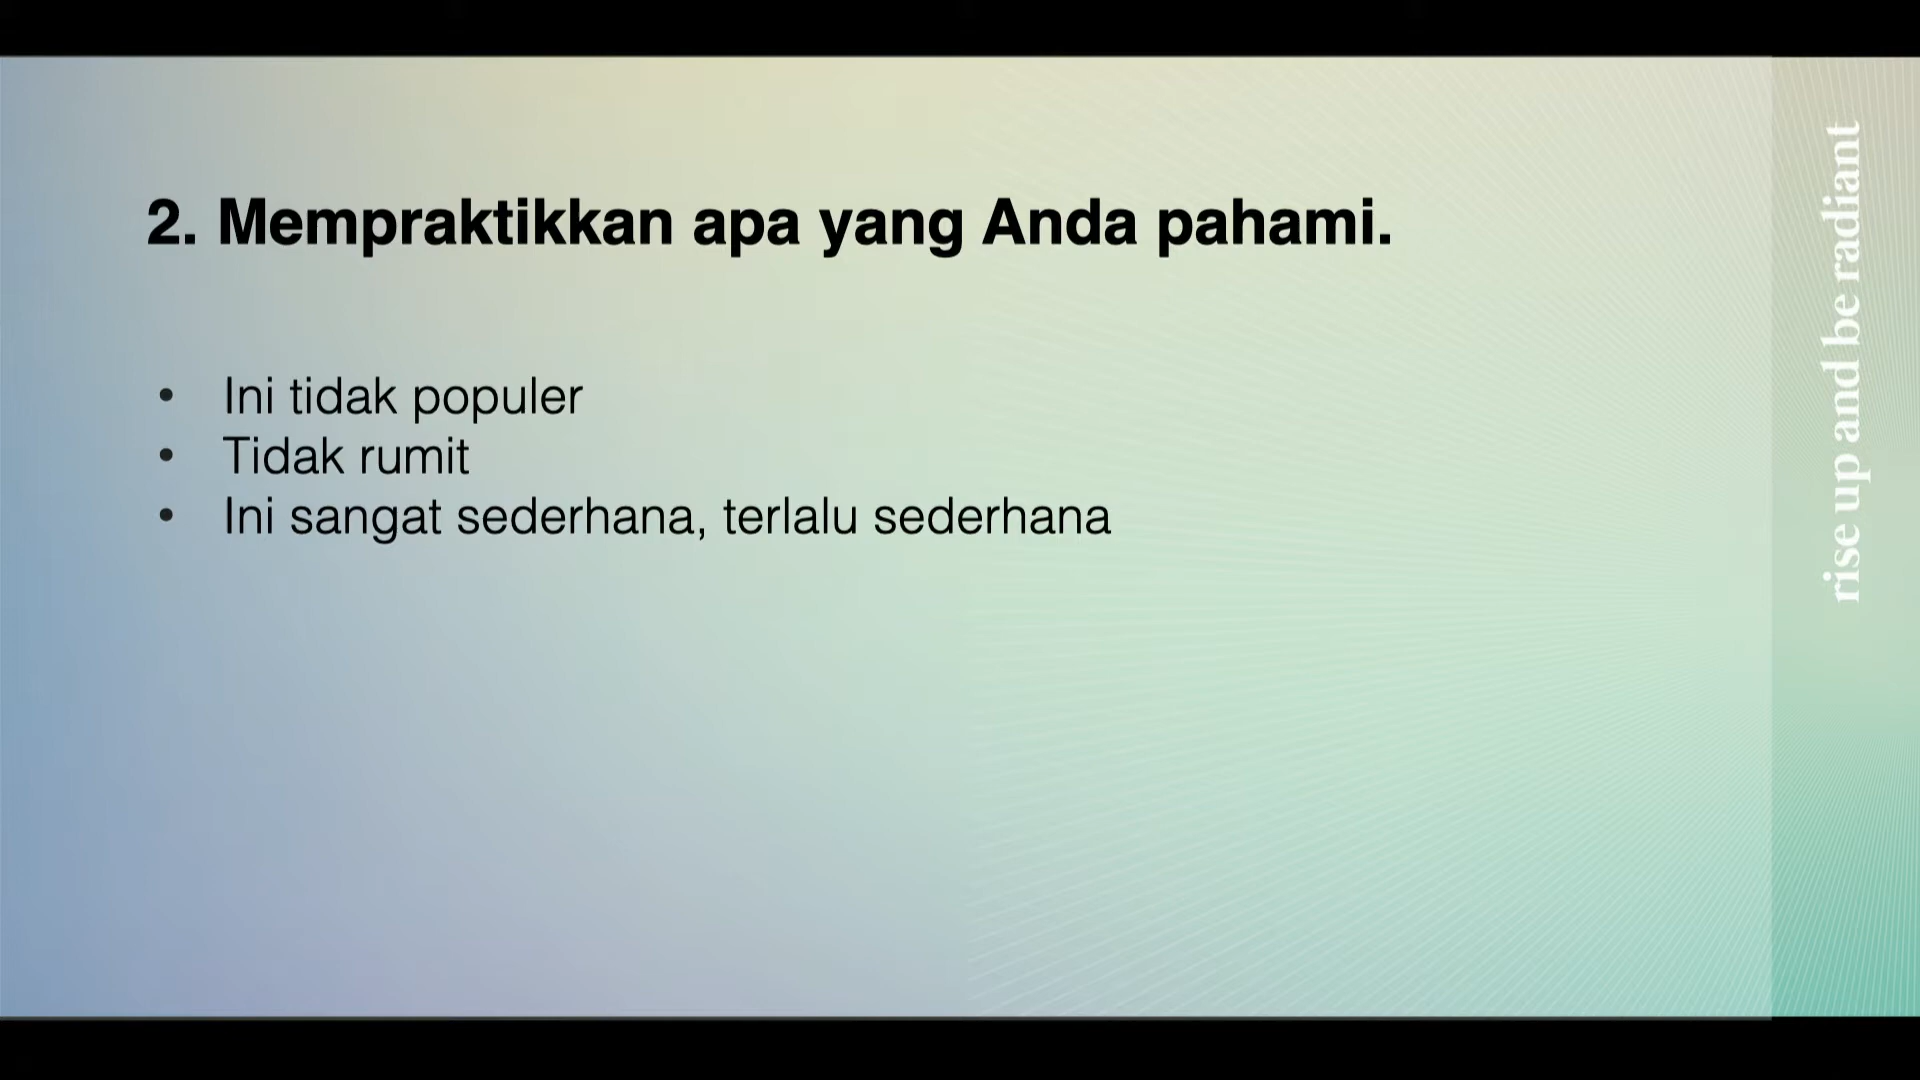 2. Mempraktikkan apa yang Anda pahami.
• Ini tidak populer
• Tidak rumit
• Ini sangat sederhana, terlalu sederhana
rise up and be radiant